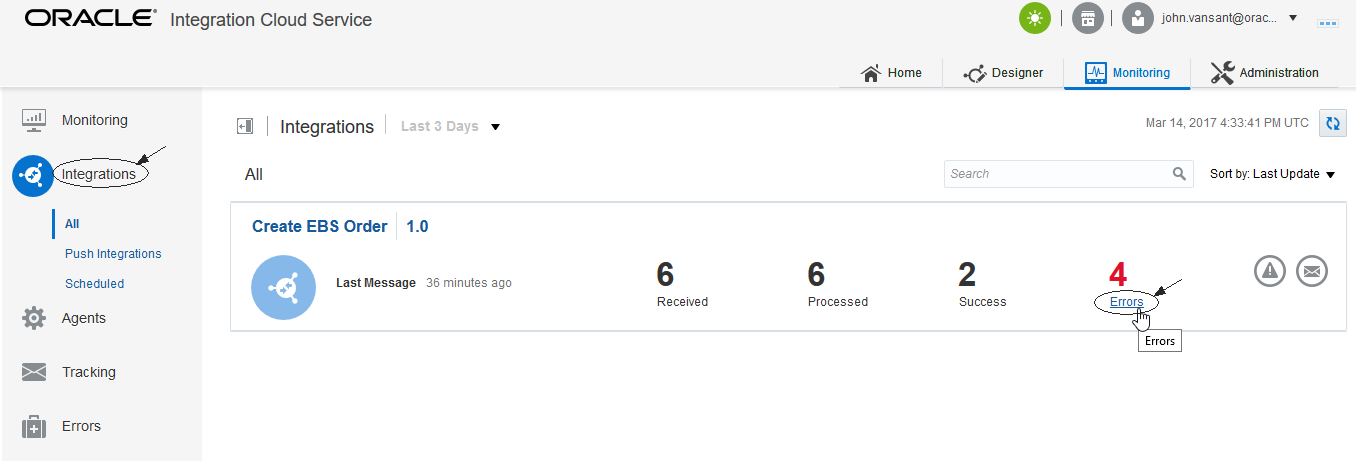 ORACLE® Integration Cloud Service
john.vansant@orac...
Home Designer Monitoring Administration
Monitoring
Integrations
All
Push Integrations
Scheduled
Agents
Tracking
Errors
Integrations Last 3 Days
Mar 14, 2017 4:33:41 PM UTC
All
Search
Sort by: Last Update
Create EBS Order 1.0
Last Message 36 minutes ago
6 6 2 4
Received Processed Success Errors
Errors